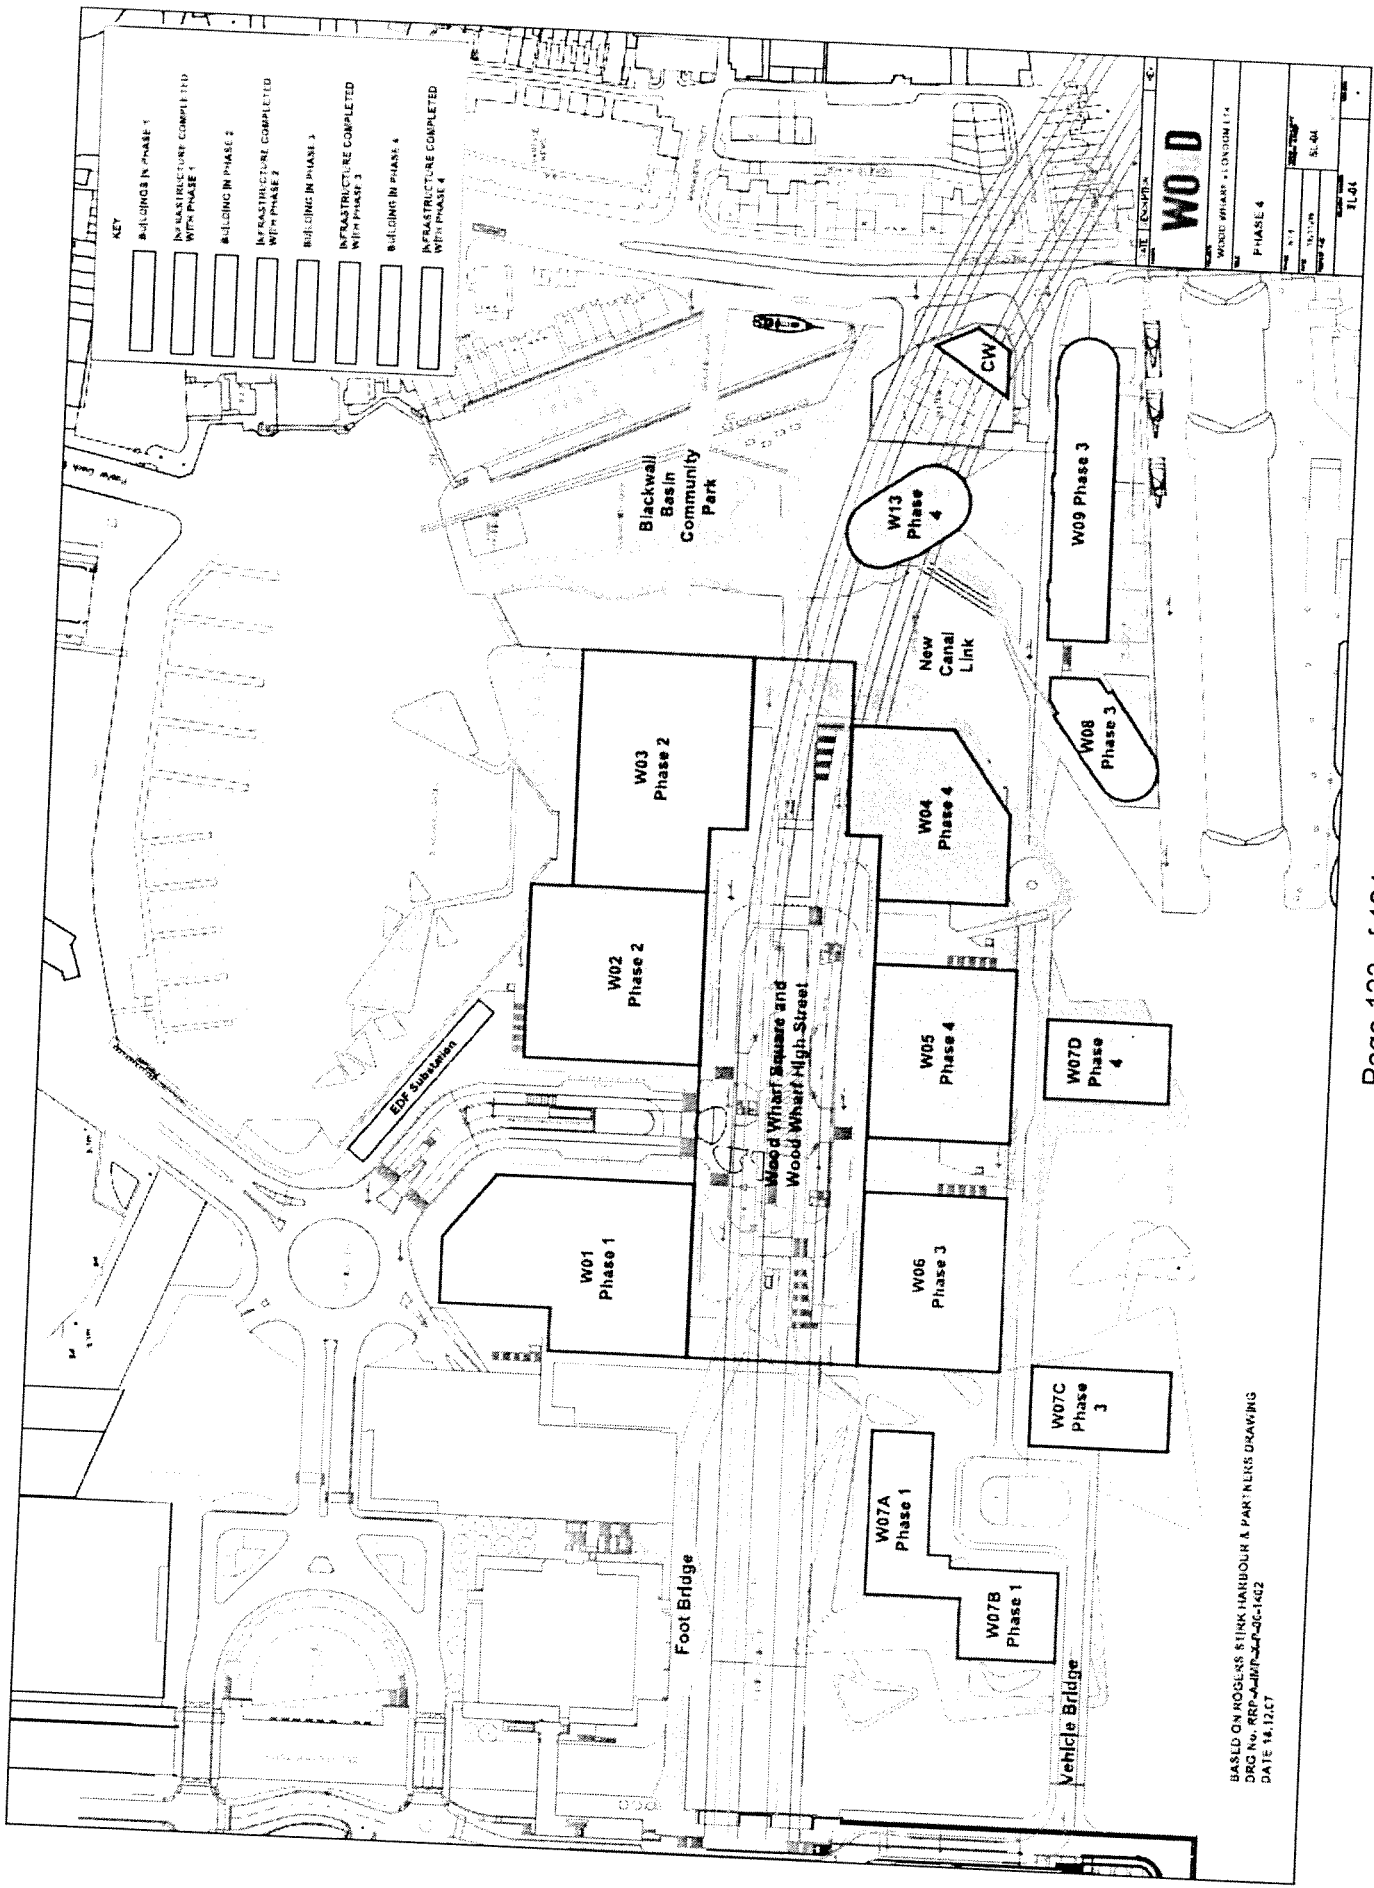 KEY
BUILDINGS IN PHASE 1
INFRASTRUCTURE COMPLETED
WITH PHASE 1
BUILDING IN PHASE 2
INFRASTRUCTURE COMPLETED
WITH PHASE 2
BUILDING IN PHASE 3
INFRASTRUCTURE COMPLETED
WITH PHASE 3
BUILDING IN PHASE 4
INFRASTRUCTURE COMPLETED
WITH PHASE 4
Blackwall
Basin
Community
Park
CW
W13
Phase
4
W09 Phase 3
New
Canal
Link
W08
Phase 3
W03
Phase 2
W04
Phase 4
W02
Phase 2
EDF Substation
Wood Wharf Square and
Wood Wharf High Street
W05
Phase 4
W07D
Phase
4
W01
Phase 1
W06
Phase 3
W07C
Phase
3
W07A
Phase 1
W07B
Phase 1
Foot Bridge
Vehicle Bridge
WOOD WHARF • LONDON E14
PHASE 4
BASED ON ROGERS STIRK HARBOUR & PARTNERS DRAWING